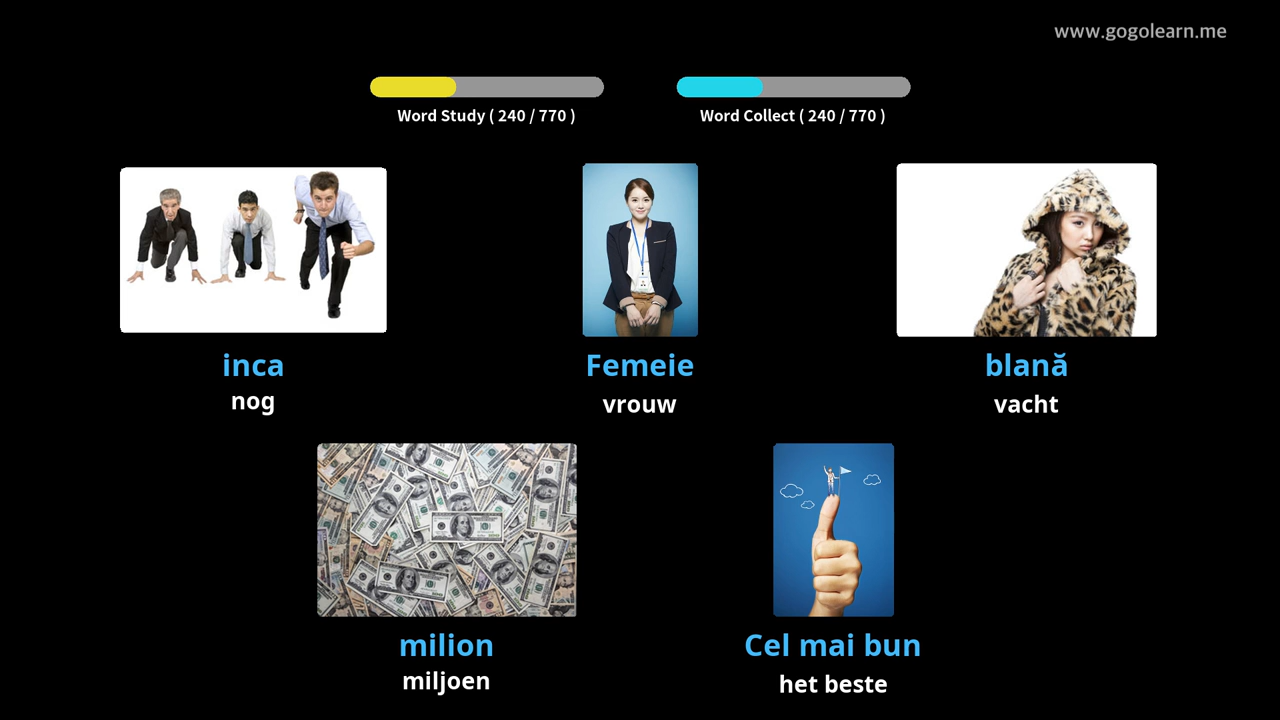 www.gogolearn.me
Word Study ( 240 / 770 )
Word Collect ( 240 / 770 )
inca
nog
Femeie
vrouw
blană
vacht
milion
miljoen
Cel mai bun
het beste